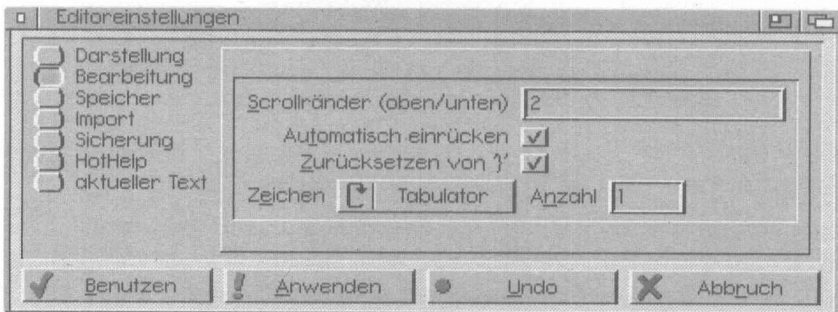 Editoreinstellungen
Darstellung
Bearbeitung
Speicher
Import
Sicherung
HotHelp
aktueller Text
Scrollränder (oben/unten) 2
Automatisch einrücken
Zurücksetzen von '}'
Zeichen Tabulator Anzahl 1
Benutzen Anwenden Undo Abbruch